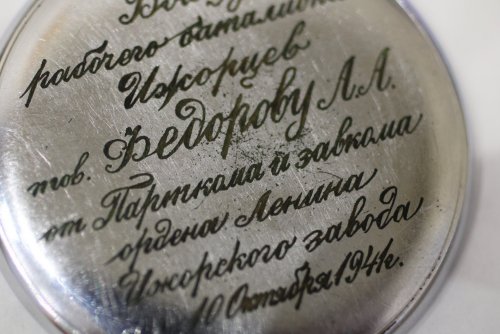 рабочего батальона
Ижорцев
тов. Федорову Л.А.
от Парткома и завкома
ордена Ленина
Ижорского завода
10 Октября 1941г.